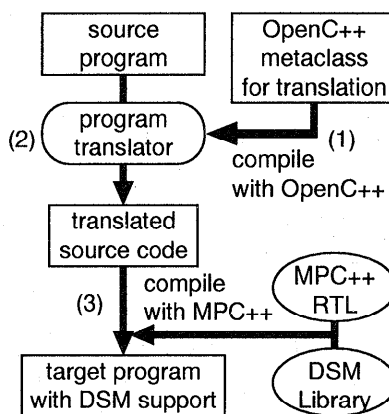 source
program
OpenC++
metaclass
for translation
(2)
program
translator
(1)
compile
with OpenC++
translated
source code
(3)
compile
with MPC++
MPC++
RTL
target program
with DSM support
DSM
Library